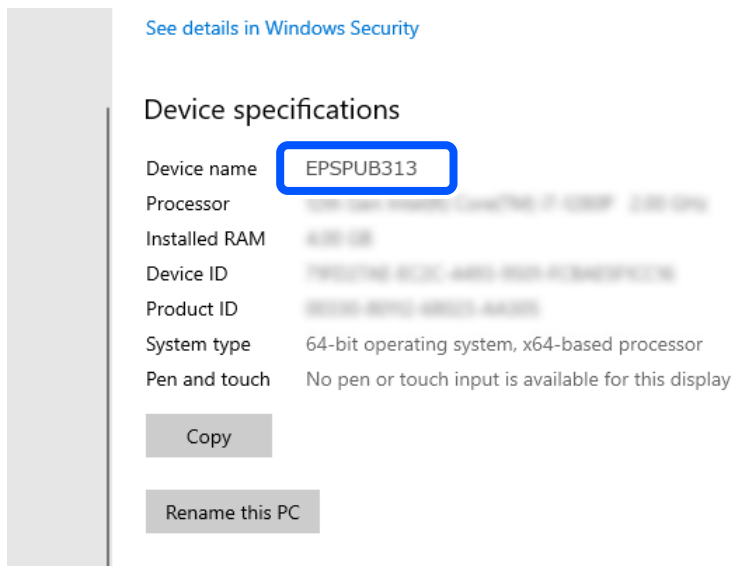 See details in Windows Security
Device specifications
Device name EPSPUB313
Processor
Installed RAM
Device ID
Product ID
System type 64-bit operating system, x64-based processor
Pen and touch No pen or touch input is available for this display
Copy
Rename this PC